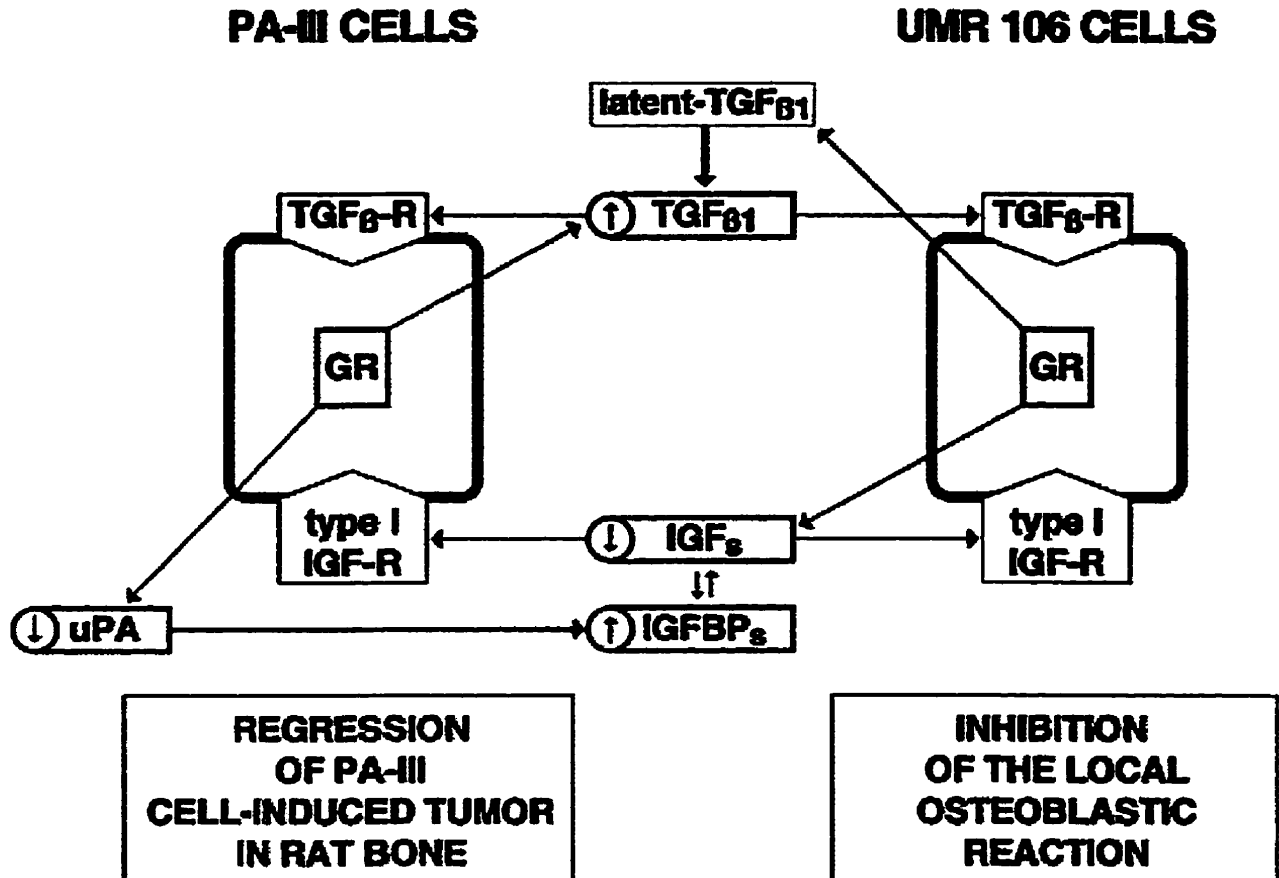 PA-III CELLS
UMR 106 CELLS
latent-TGFβ1
TGFβ-R
↑ TGFβ1
TGFβ-R
GR
GR
type I
IGF-R
↓ IGFs
type I
IGF-R
↓↑
↓ uPA
↑ IGFBPs
REGRESSION
OF PA-III
CELL-INDUCED TUMOR
IN RAT BONE
INHIBITION
OF THE LOCAL
OSTEOBLASTIC
REACTION